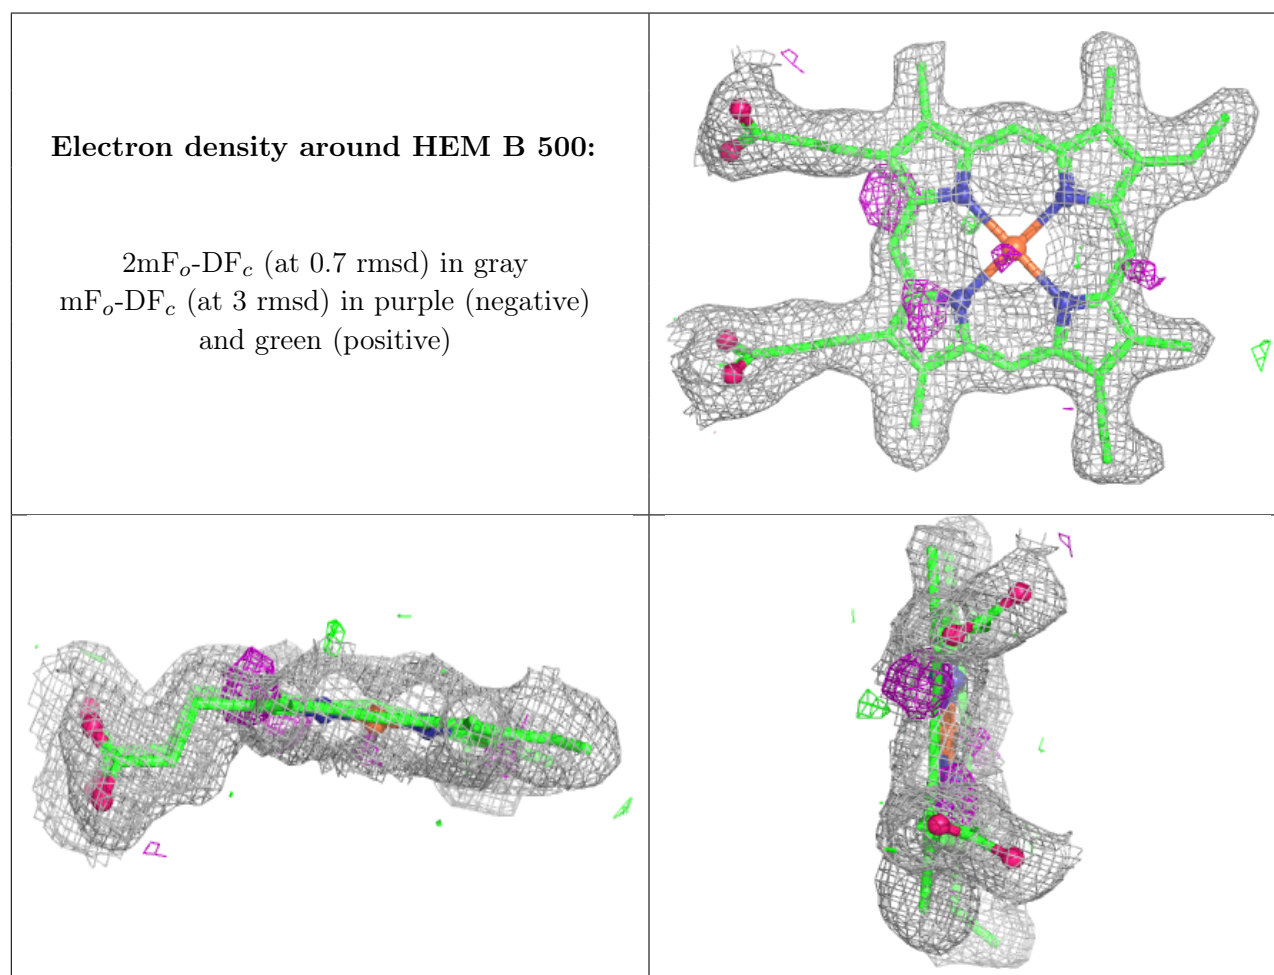 Electron density around HEM B 500:
2mFₒ-DF𝒸 (at 0.7 rmsd) in gray
mFₒ-DF𝒸 (at 3 rmsd) in purple (negative)
and green (positive)